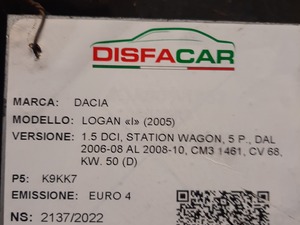 DISFACAR
MARCA: DACIA
MODELLO: LOGAN «I» (2005)
VERSIONE: 1.5 DCI, STATION WAGON, 5 P., DAL
2006-08 AL 2008-10, CM3 1461, CV 68,
KW. 50 (D)
P5: K9KK7
EMISSIONE: EURO 4
NS: 2137/2022